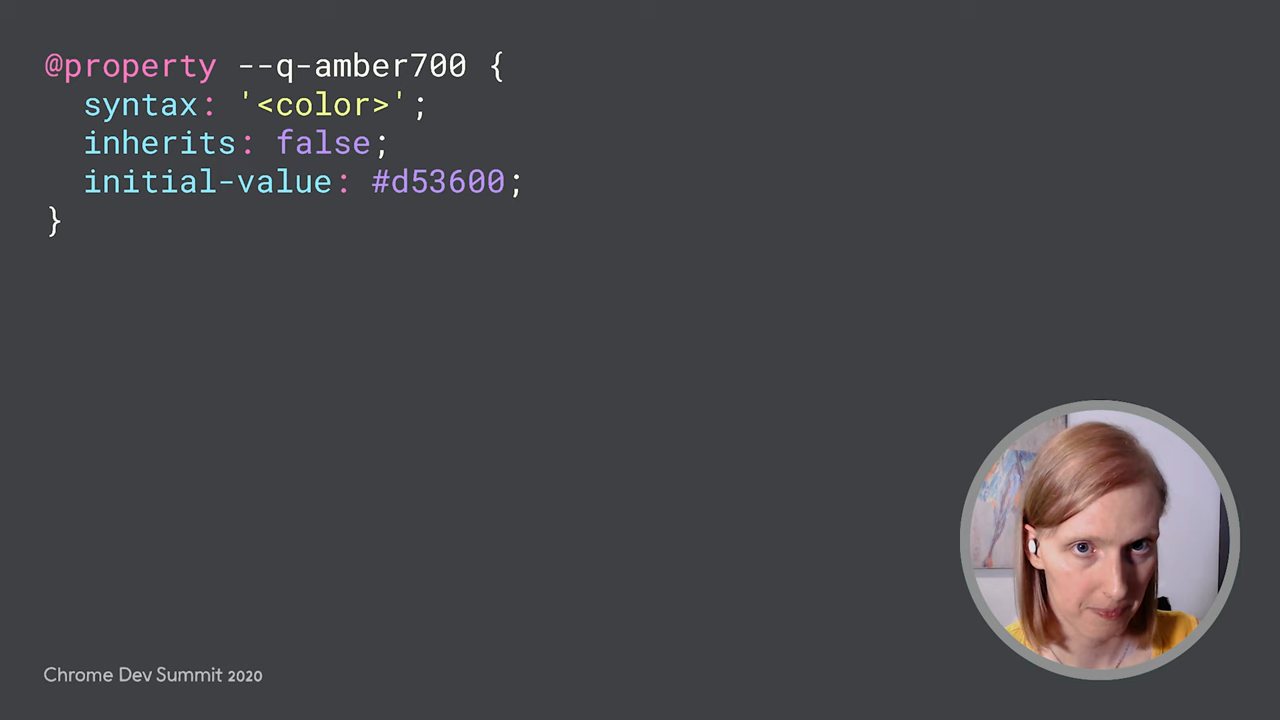 @property --q-amber700 {
  syntax: '<color>';
  inherits: false;
  initial-value: #d53600;
}
Chrome Dev Summit 2020